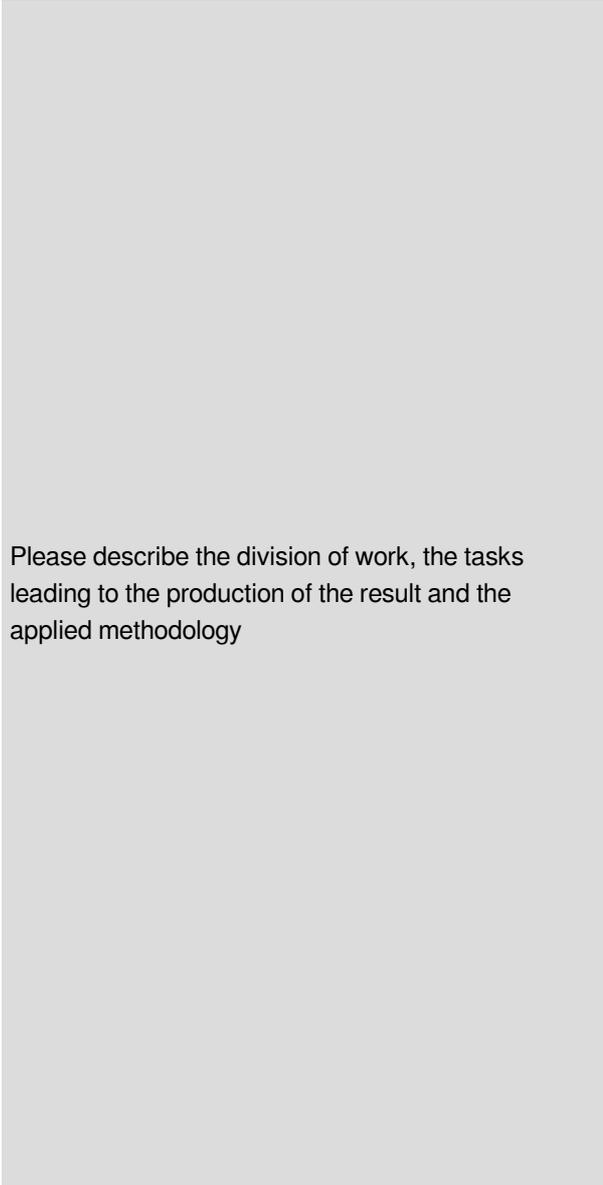 Please describe the division of work, the tasks
leading to the production of the result and the
applied methodology